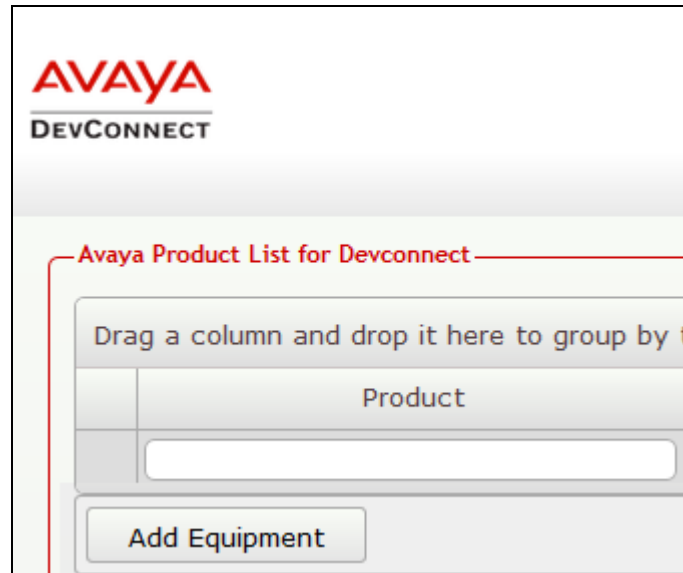 AVAYA
DEVCONNECT
Avaya Product List for Devconnect
Drag a column and drop it here to group by
Product
Add Equipment